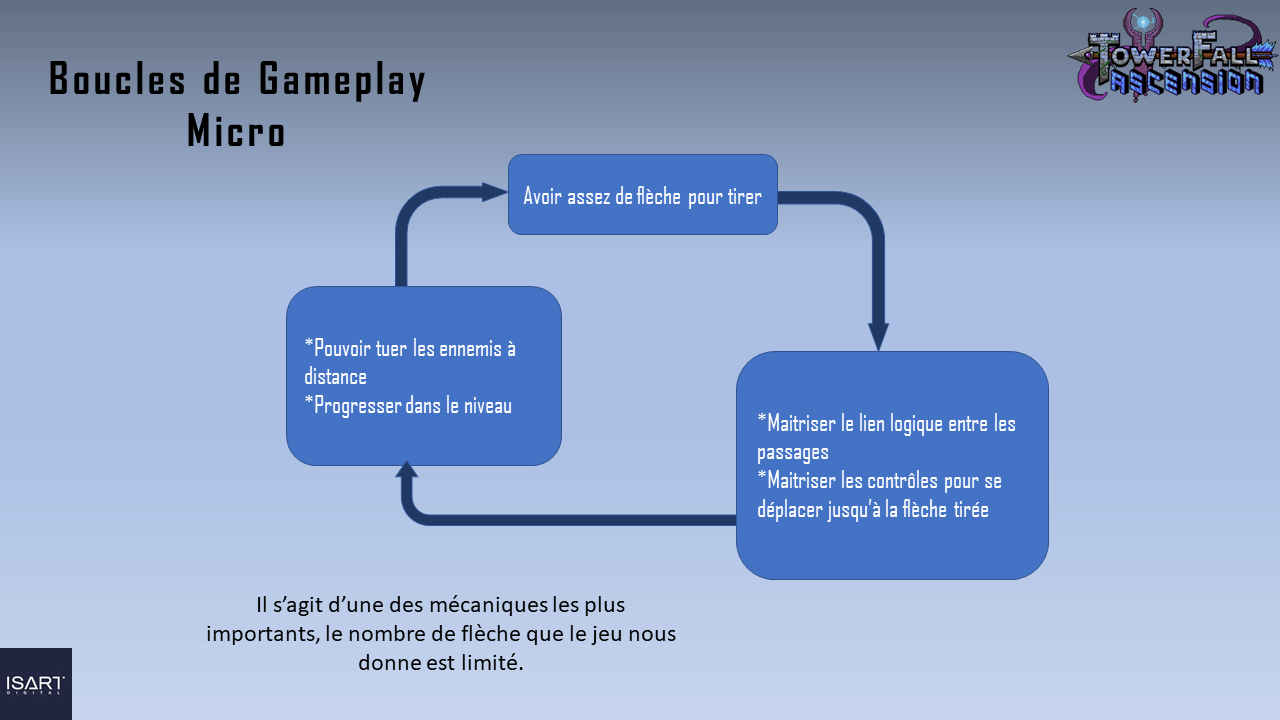 Boucles de Gameplay
Micro
TowerFall
Ascension
Avoir assez de flèche pour tirer
*Pouvoir tuer les ennemis à
distance
*Progresser dans le niveau
*Maitriser le lien logique entre les
passages
*Maitriser les contrôles pour se
déplacer jusqu’à la flèche tirée
Il s’agit d’une des mécaniques les plus
importants, le nombre de flèche que le jeu nous
donne est limité.
ISART
DIGITAL